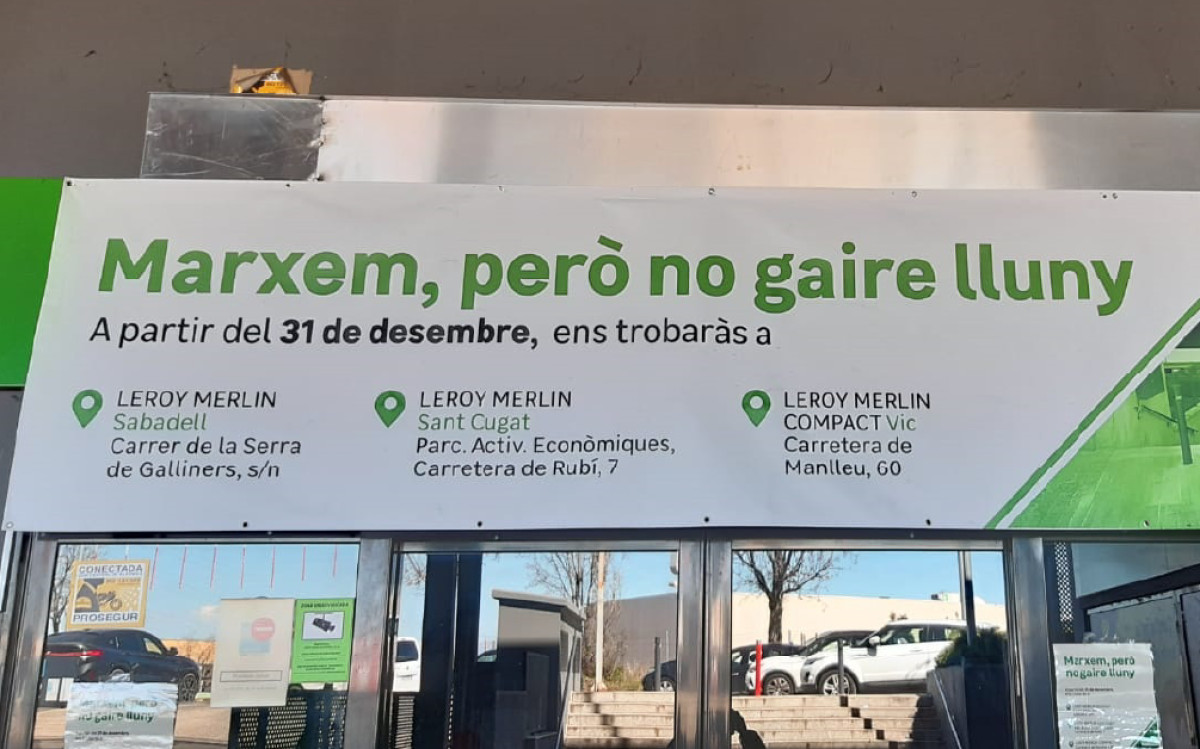 Marxem, però no gaire lluny
A partir del 31 de desembre, ens trobaràs a
LEROY MERLIN
Sabadell
Carrer de la Serra
de Galliners, s/n
LEROY MERLIN
Sant Cugat
Parc. Activ. Econòmiques,
Carretera de Rubí, 7
LEROY MERLIN
COMPACT Vic
Carretera de
Manlleu, 60
CONECTADA
PROSEGUR
no gaire lluny
Marxem, però
no gaire lluny